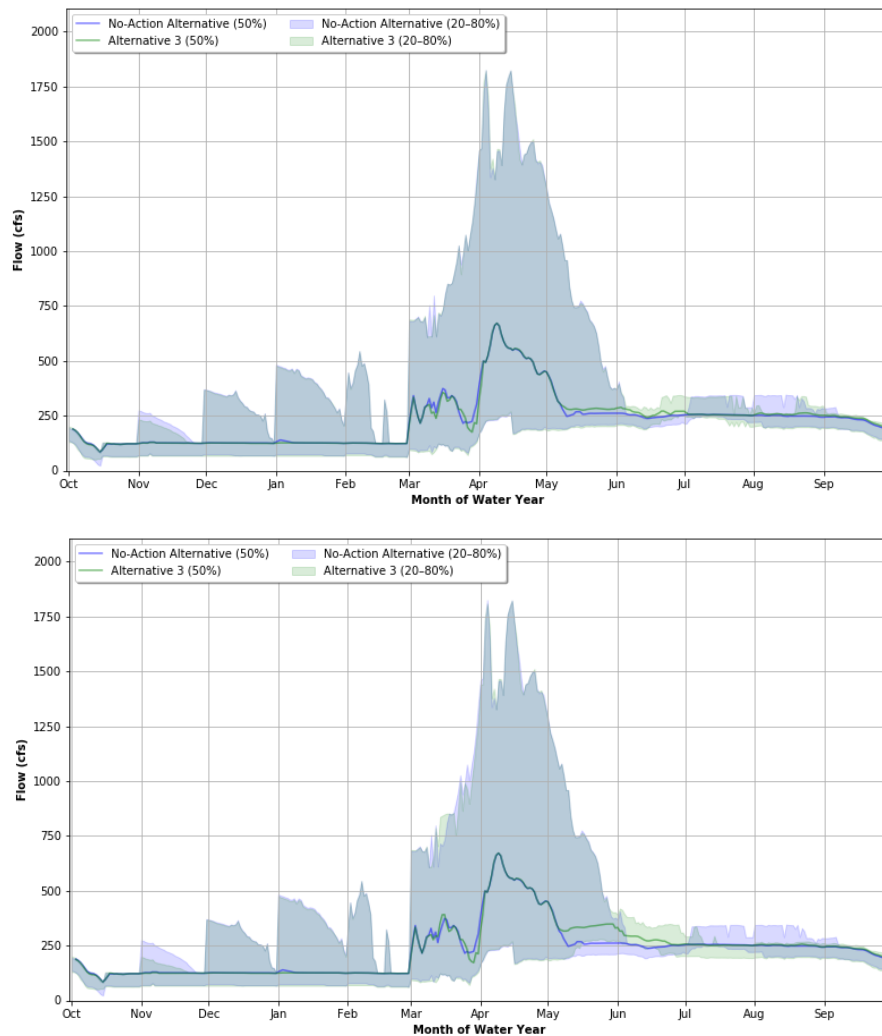 No-Action Alternative (50%) No-Action Alternative (20–80%)
Alternative 3 (50%) Alternative 3 (20–80%)
2000
1750
1500
1250
1000
750
500
250
0
Flow (cfs)
Oct Nov Dec Jan Feb Mar Apr May Jun Jul Aug Sep
Month of Water Year
No-Action Alternative (50%) No-Action Alternative (20–80%)
Alternative 3 (50%) Alternative 3 (20–80%)
2000
1750
1500
1250
1000
750
500
250
0
Flow (cfs)
Oct Nov Dec Jan Feb Mar Apr May Jun Jul Aug Sep
Month of Water Year